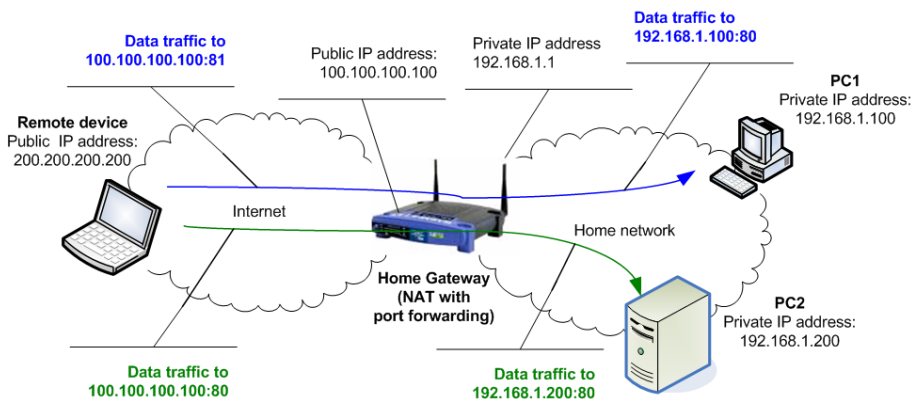 Data traffic to
100.100.100.100:81
Public IP address:
100.100.100.100
Private IP address
192.168.1.1
Data traffic to
192.168.1.100:80
PC1
Private IP address:
192.168.1.100
Remote device
Public IP address:
200.200.200.200
Internet
Home network
Home Gateway
(NAT with
port forwarding)
PC2
Private IP address:
192.168.1.200
Data traffic to
100.100.100.100:80
Data traffic to
192.168.1.200:80